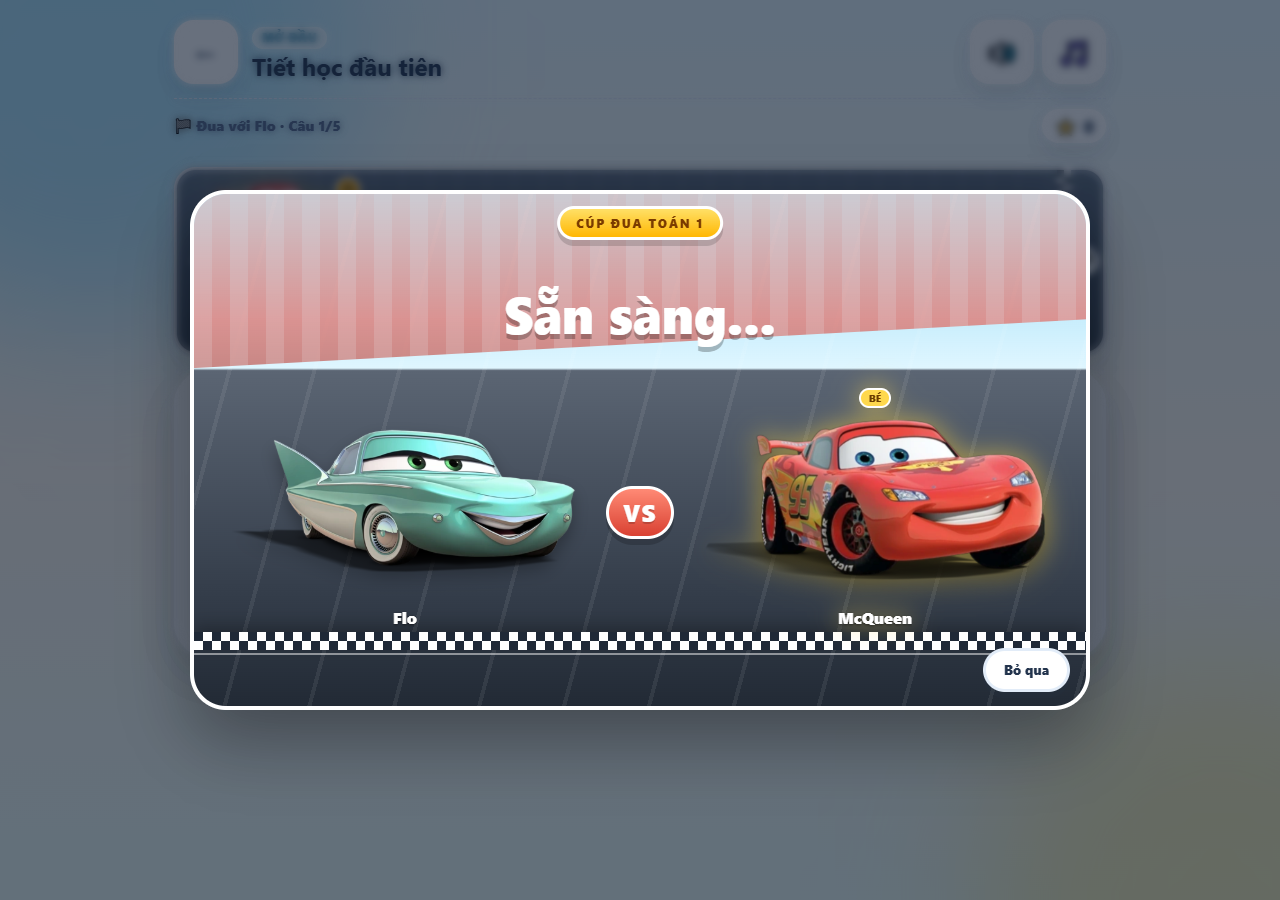 Tiết học đầu tiên
Đua với Flo · Câu 1/5
CÚP ĐUA TOÁN 1
Sẵn sàng...
BÉ
95
VS
Flo
McQueen
Bỏ qua